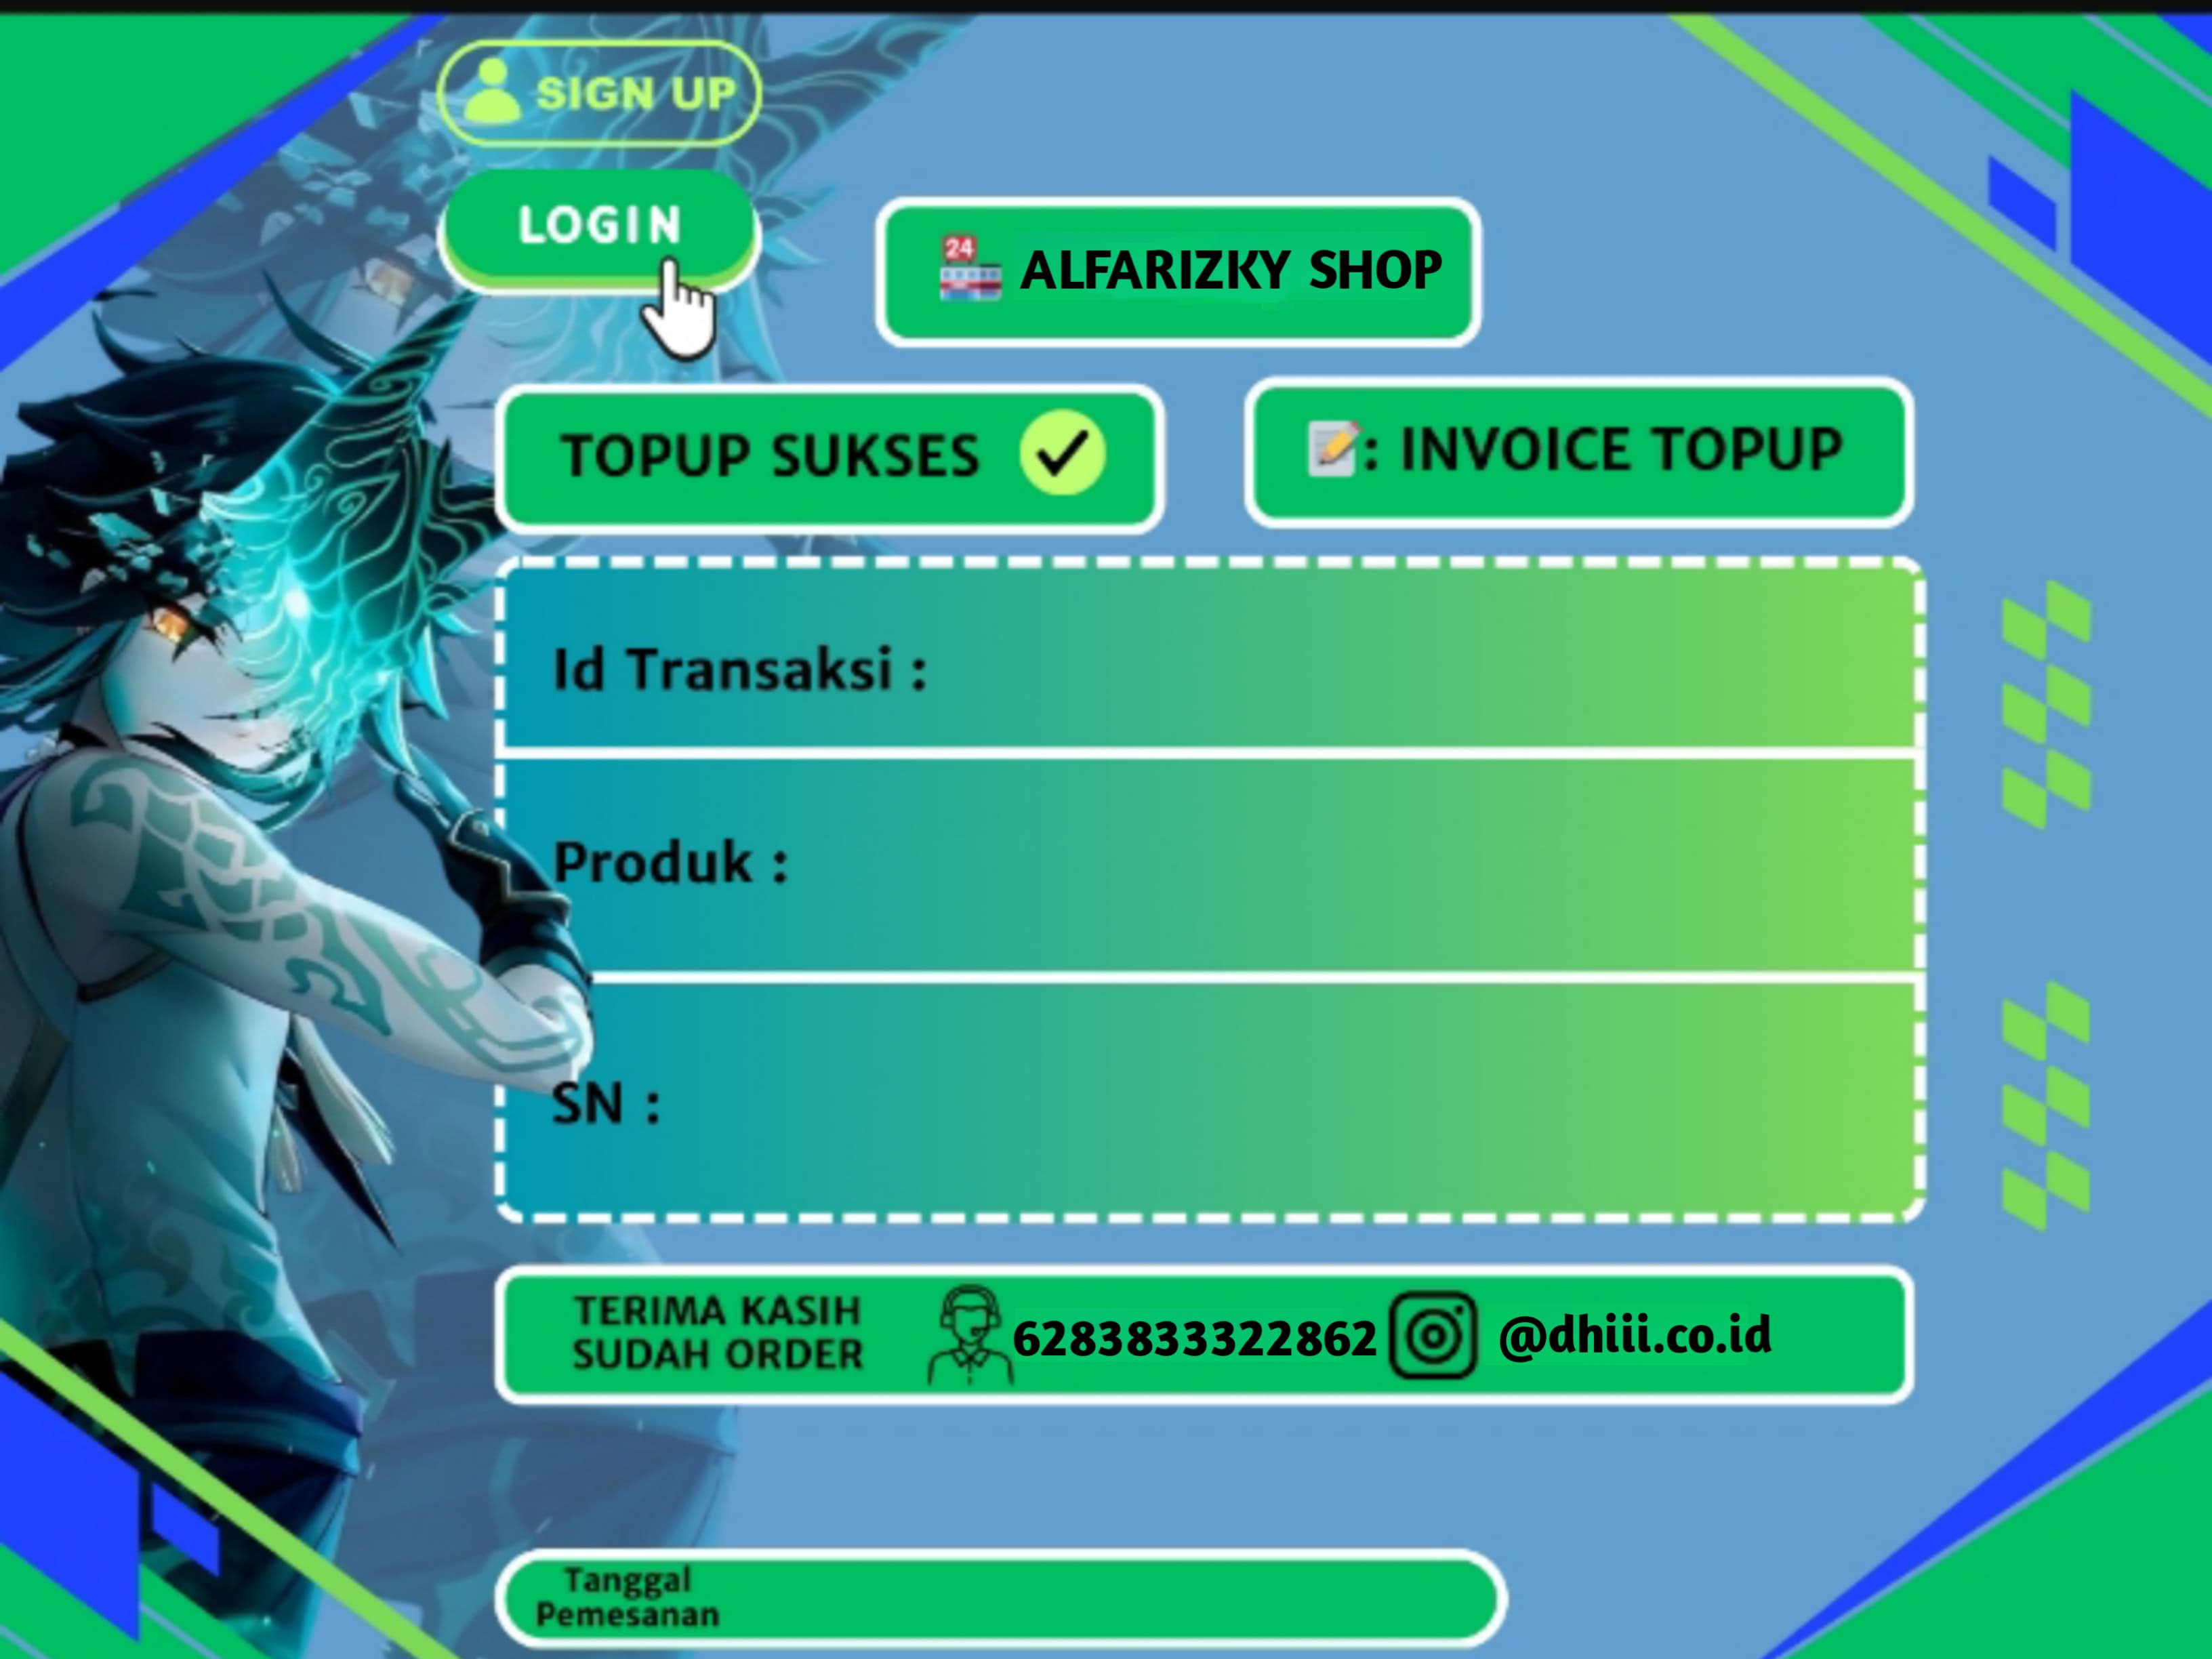 SIGN UP
LOGIN
24
ALFARIZKY SHOP
TOPUP SUKSES
: INVOICE TOPUP
Id Transaksi :
Produk :
SN :
TERIMA KASIH
SUDAH ORDER
6283833322862
@dhiii.co.id
Tanggal
Pemesanan